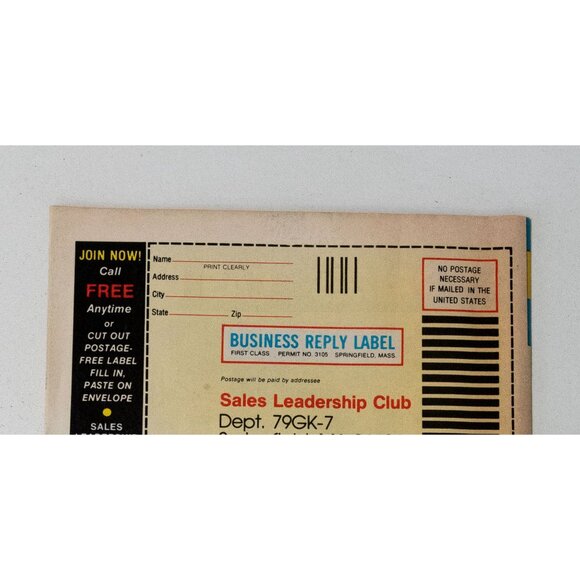 JOIN NOW!
Call
FREE
Anytime
or
CUT OUT
POSTAGE-
FREE LABEL
FILL IN,
PASTE ON
ENVELOPE
SALES
Name
PRINT CLEARLY
Address
City
State Zip
NO POSTAGE
NECESSARY
IF MAILED IN THE
UNITED STATES
BUSINESS REPLY LABEL
FIRST CLASS PERMIT NO. 3105 SPRINGFIELD, MASS.
Postage will be paid by addressee
Sales Leadership Club
Dept. 79GK-7